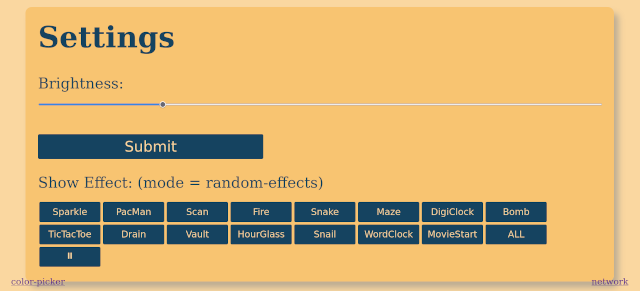 Settings
Brightness:
Submit
Show Effect: (mode = random-effects)
Sparkle PacMan Scan Fire Snake Maze DigiClock Bomb
TicTacToe Drain Vault HourGlass Snail WordClock MovieStart ALL
color-picker network